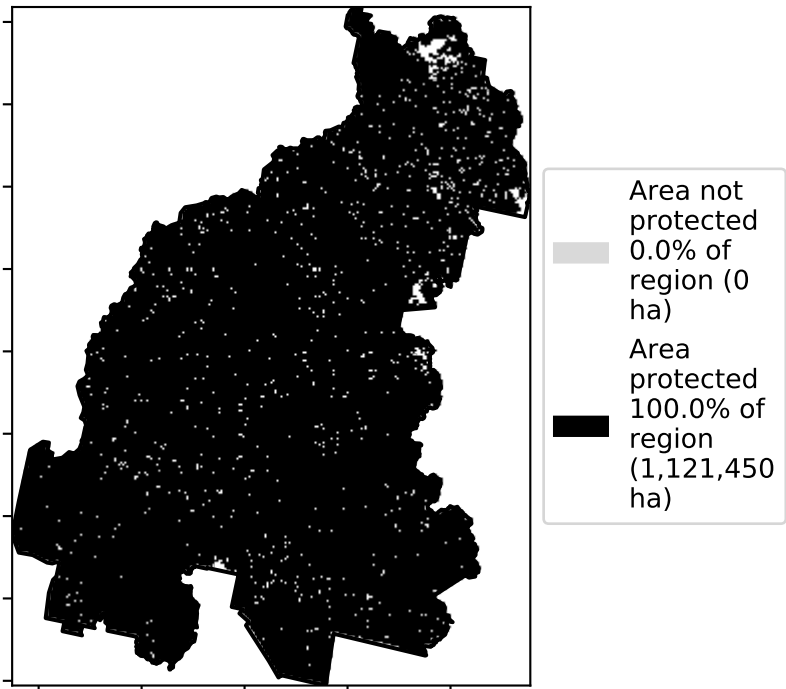 Area not
protected
0.0% of
region (0
ha)
Area
protected
100.0% of
region
(1,121,450
ha)